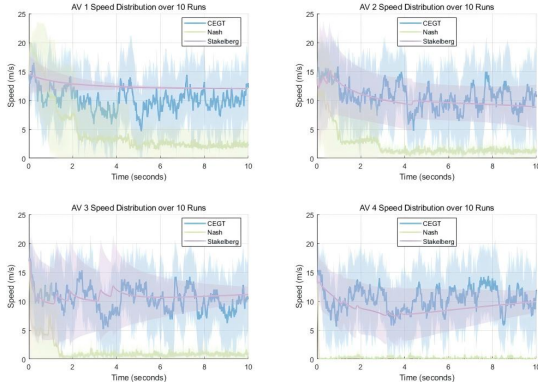 AV 1 Speed Distribution over 10 Runs
CEGT
Nash
Stakelberg
Speed (m/s)
25
20
15
10
5
0
0 2 4 6 8 10
Time (seconds)
AV 2 Speed Distribution over 10 Runs
CEGT
Nash
Stakelberg
Speed (m/s)
25
20
15
10
5
0
0 2 4 6 8 10
Time (seconds)
AV 3 Speed Distribution over 10 Runs
CEGT
Nash
Stakelberg
Speed (m/s)
25
20
15
10
5
0
0 2 4 6 8 10
Time (seconds)
AV 4 Speed Distribution over 10 Runs
CEGT
Nash
Stakelberg
Speed (m/s)
25
20
15
10
5
0
0 2 4 6 8 10
Time (seconds)